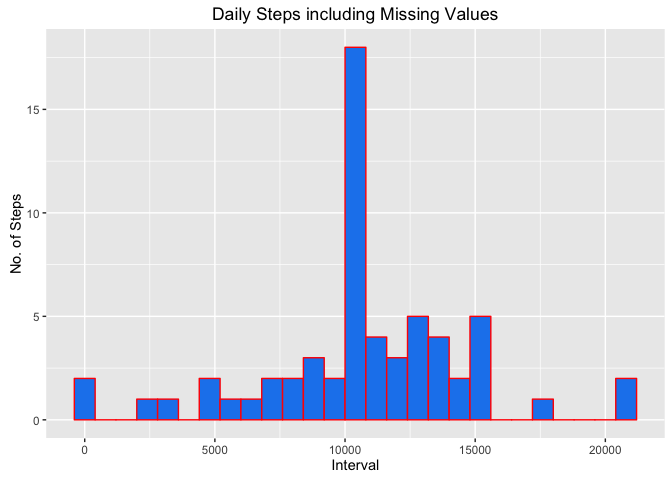 Daily Steps including Missing Values
No. of Steps
15
10
5
0
0 5000 10000 15000 20000
Interval